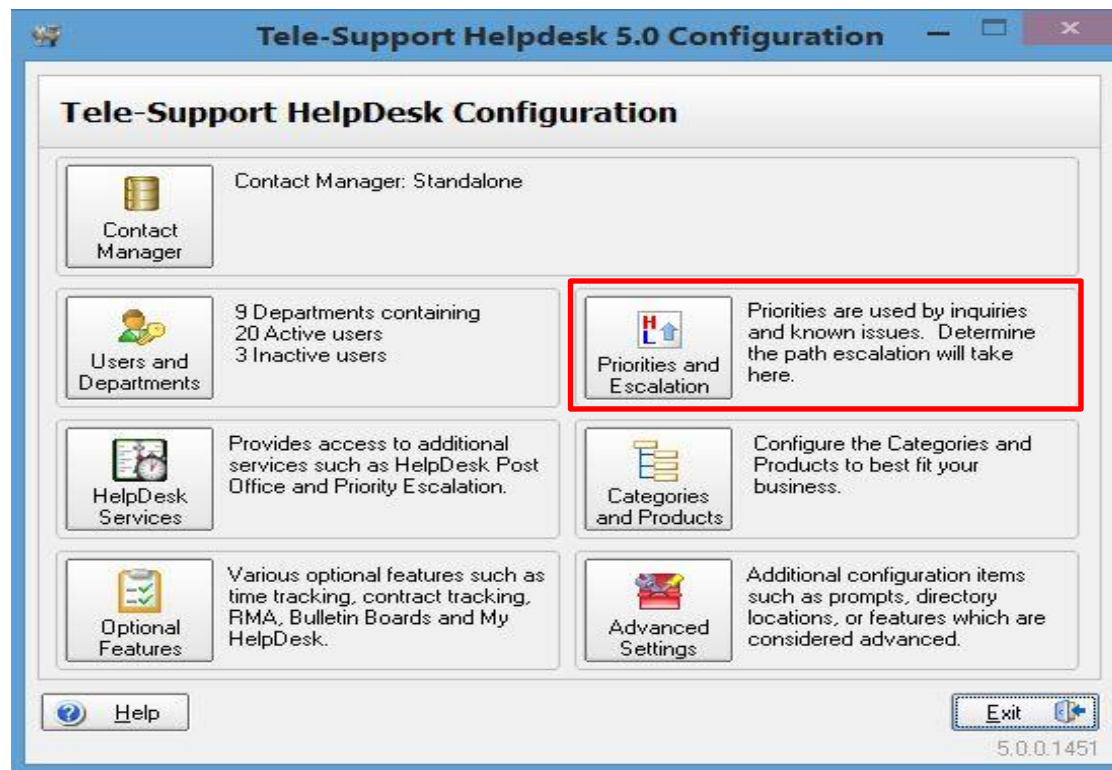 Tele-Support Helpdesk 5.0 Configuration
Tele-Support HelpDesk Configuration
Contact
Manager
Contact Manager: Standalone
Users and
Departments
9 Departments containing
20 Active users
3 Inactive users
H
L
Priorities and
Escalation
Priorities are used by inquiries
and known issues. Determine
the path escalation will take
here.
HelpDesk
Services
Provides access to additional
services such as HelpDesk Post
Office and Priority Escalation.
Categories
and Products
Configure the Categories and
Products to best fit your
business.
Optional
Features
Various optional features such as
time tracking, contract tracking,
RMA, Bulletin Boards and My
HelpDesk.
Advanced
Settings
Additional configuration items
such as prompts, directory
locations, or features which are
considered advanced.
Help
Exit
5.0.0.1451